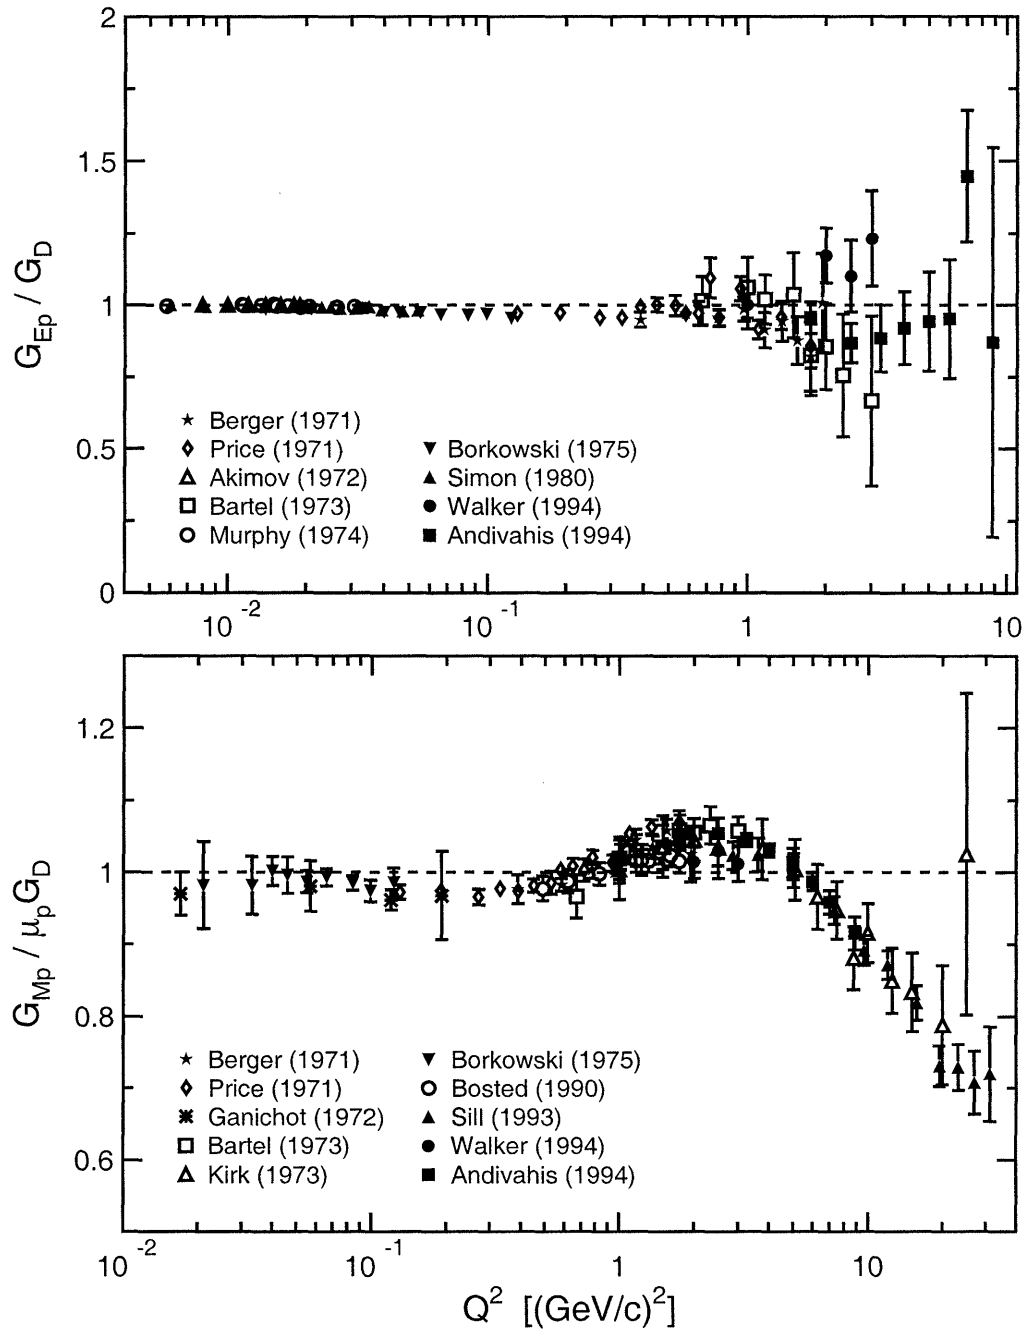 2
1.5
1
0.5
0
G_Ep / G_D
Berger (1971)
Price (1971)
Akimov (1972)
Bartel (1973)
Murphy (1974)
Borkowski (1975)
Simon (1980)
Walker (1994)
Andivahis (1994)
10^-2 10^-1 1 10
1.2
1
0.8
0.6
G_Mp / μ_pG_D
Berger (1971)
Price (1971)
Ganichot (1972)
Bartel (1973)
Kirk (1973)
Borkowski (1975)
Bosted (1990)
Sill (1993)
Walker (1994)
Andivahis (1994)
10^-2 10^-1 1 10
Q^2 [(GeV/c)^2]